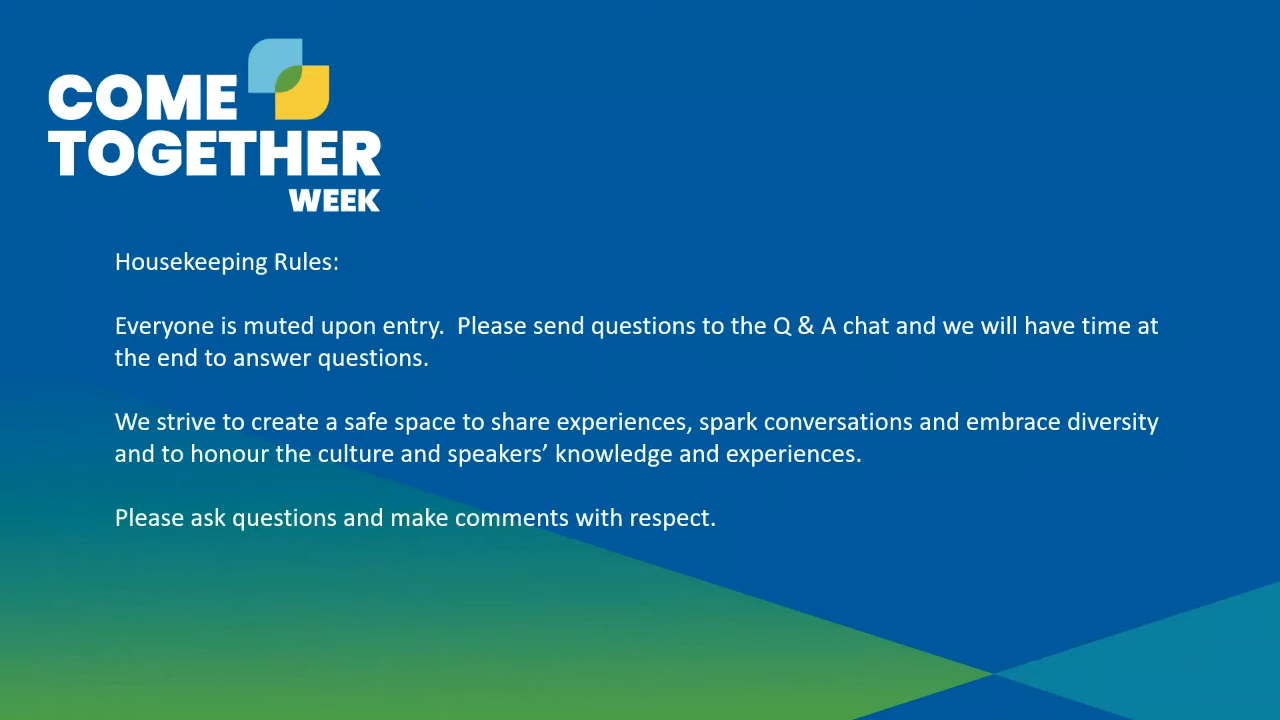 COME
TOGETHER
WEEK
Housekeeping Rules:
Everyone is muted upon entry.  Please send questions to the Q & A chat and we will have time at
the end to answer questions.
We strive to create a safe space to share experiences, spark conversations and embrace diversity
and to honour the culture and speakers’ knowledge and experiences.
Please ask questions and make comments with respect.